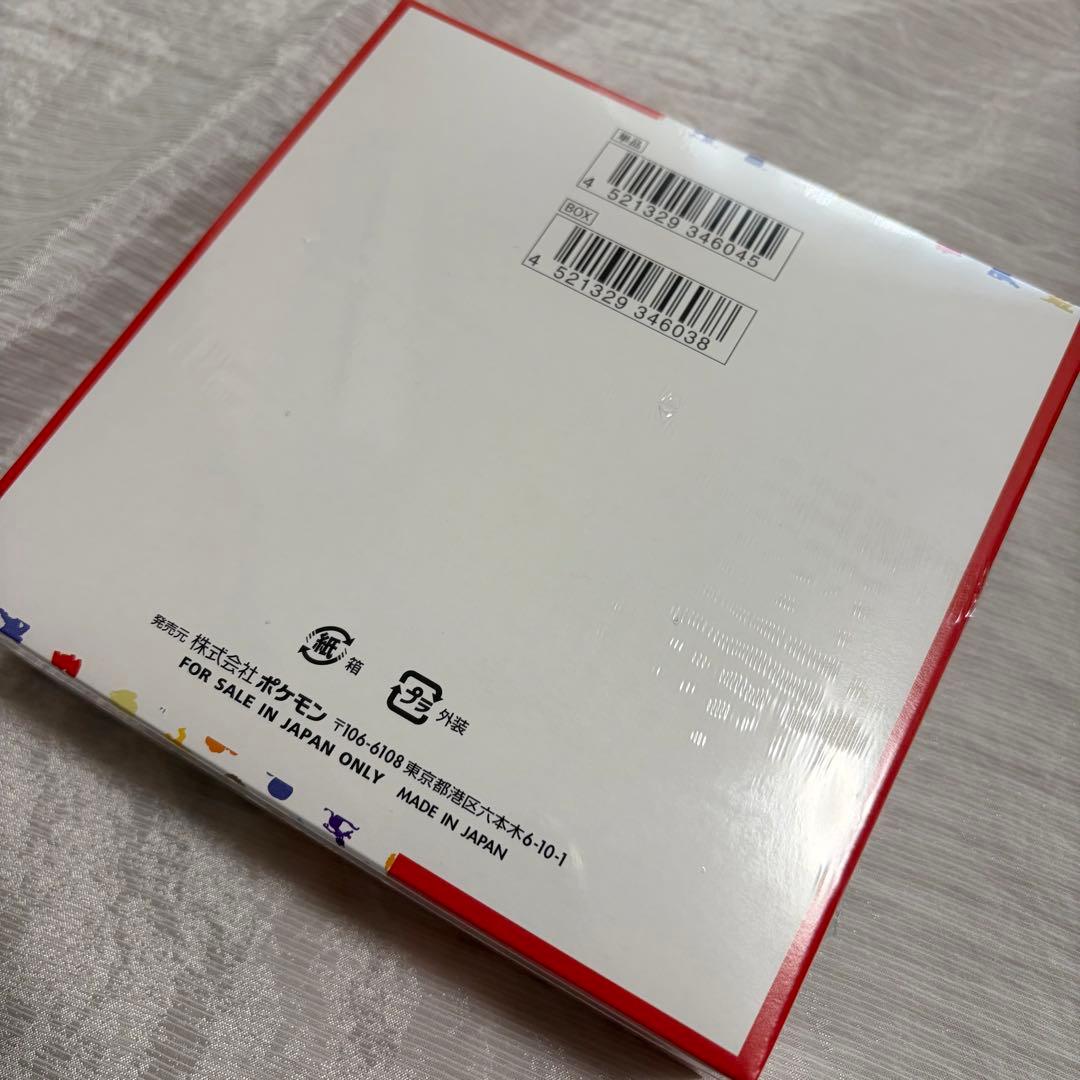 単品
4 521329 346045
BOX
4 521329 346038
紙 箱
プラ 外装
発売元 株式会社ポケモン 〒106-6108 東京都港区六本木6-10-1
FOR SALE IN JAPAN ONLY MADE IN JAPAN